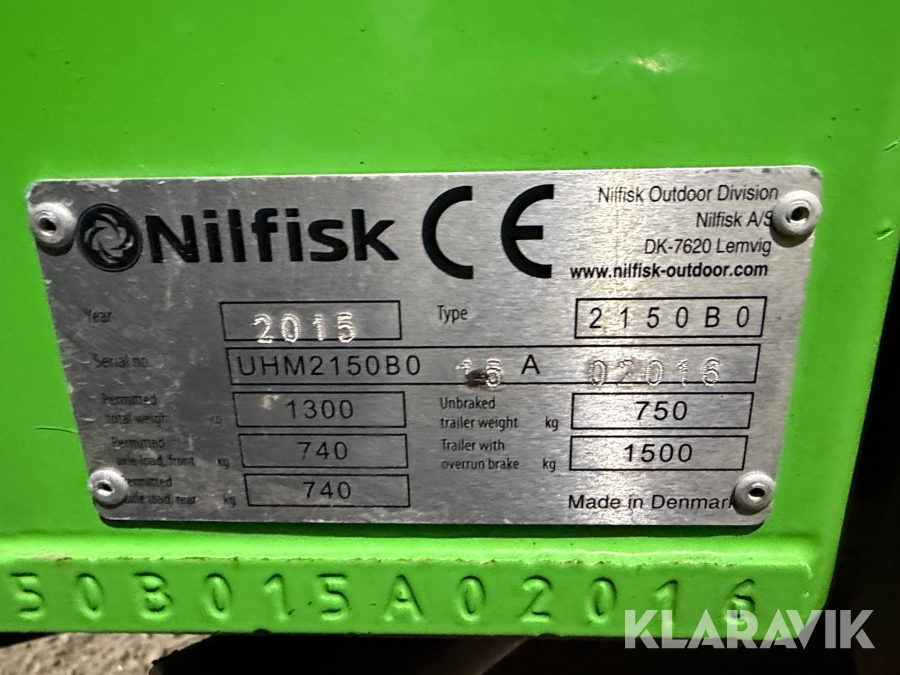 Nilfisk CE
Nilfisk Outdoor Division
Nilfisk A/S
DK-7620 Lemvig
www.nilfisk-outdoor.com
Year 2015 Type 2150B0
Serial no. UHM2150B0 15 A 02016
Permitted total weight kg 1300
Unbraked trailer weight kg 750
Permitted axle load, front kg 740
Trailer with overrun brake kg 1500
Permitted load, rear kg 740
Made in Denmark
50B015A02016
KLARAVIK